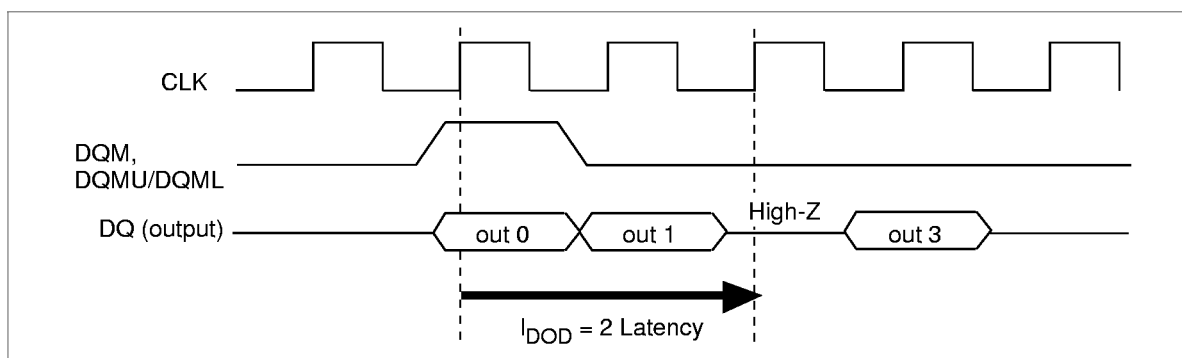 CLK
DQM,
DQMU/DQML
High-Z
DQ (output)
out 0
out 1
out 3
lDOD = 2 Latency